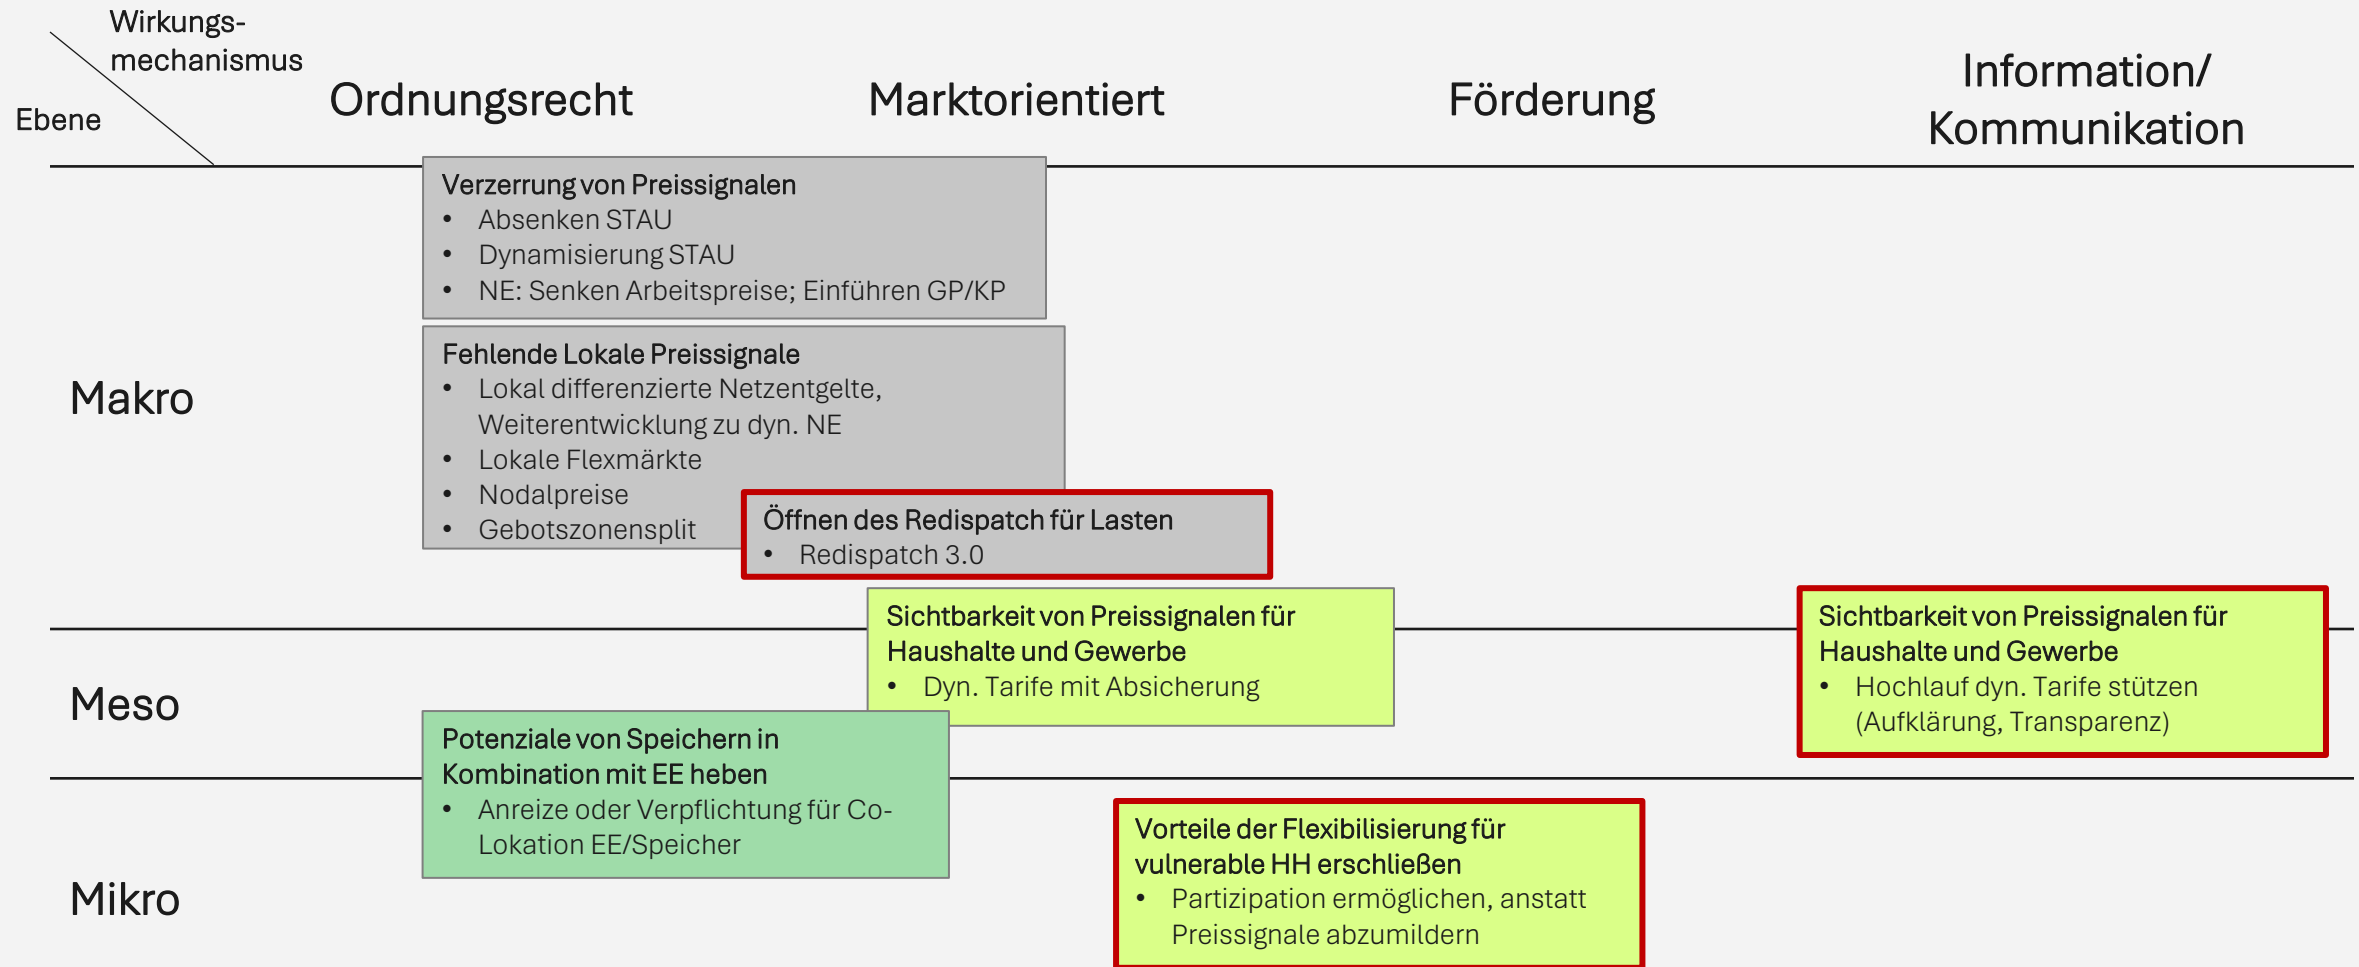 Wirkungs-
mechanismus
Ebene
Ordnungsrecht
Marktorientiert
Förderung
Information/
Kommunikation
Makro
Verzerrung von Preissignalen
• Absenken STAU
• Dynamisierung STAU
• NE: Senken Arbeitspreise; Einführen GP/KP
Fehlende Lokale Preissignale
• Lokal differenzierte Netzentgelte,
Weiterentwicklung zu dyn. NE
• Lokale Flexmärkte
• Nodalpreise
• Gebotszonensplit
Öffnen des Redispatch für Lasten
• Redispatch 3.0
Meso
Sichtbarkeit von Preissignalen für
Haushalte und Gewerbe
• Dyn. Tarife mit Absicherung
Sichtbarkeit von Preissignalen für
Haushalte und Gewerbe
• Hochlauf dyn. Tarife stützen
(Aufklärung, Transparenz)
Potenziale von Speichern in
Kombination mit EE heben
• Anreize oder Verpflichtung für Co-
Lokation EE/Speicher
Mikro
Vorteile der Flexibilisierung für
vulnerable HH erschließen
• Partizipation ermöglichen, anstatt
Preissignale abzumildern